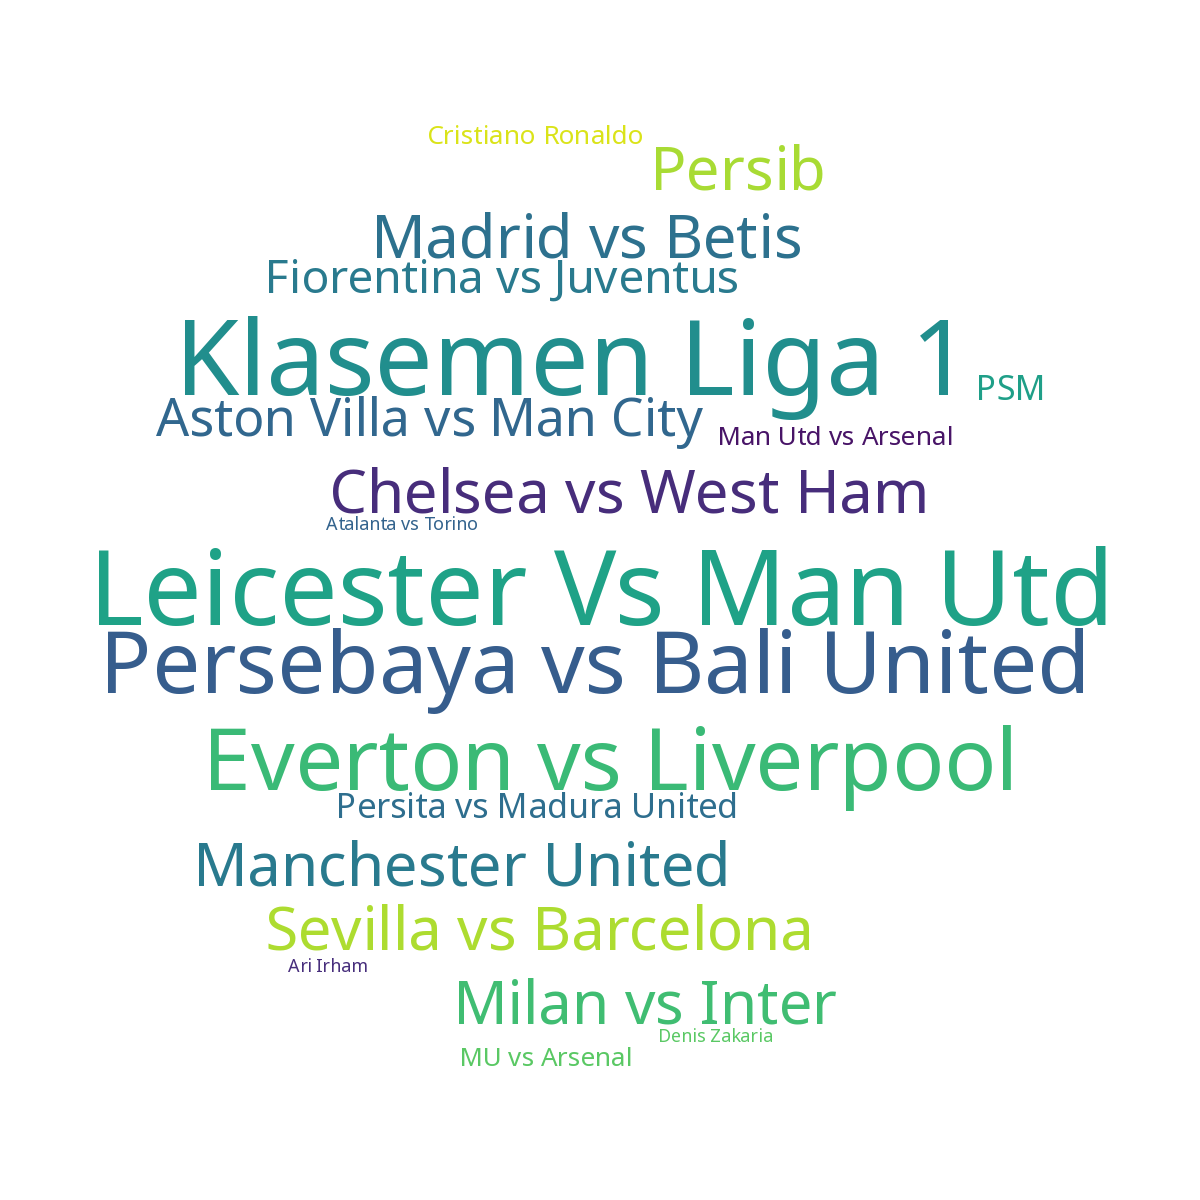 Cristiano Ronaldo
Persib
Madrid vs Betis
Fiorentina vs Juventus
Klasemen Liga 1
PSM
Aston Villa vs Man City
Man Utd vs Arsenal
Chelsea vs West Ham
Atalanta vs Torino
Leicester Vs Man Utd
Persebaya vs Bali United
Everton vs Liverpool
Persita vs Madura United
Manchester United
Sevilla vs Barcelona
Ari Irham
Milan vs Inter
Denis Zakaria
MU vs Arsenal